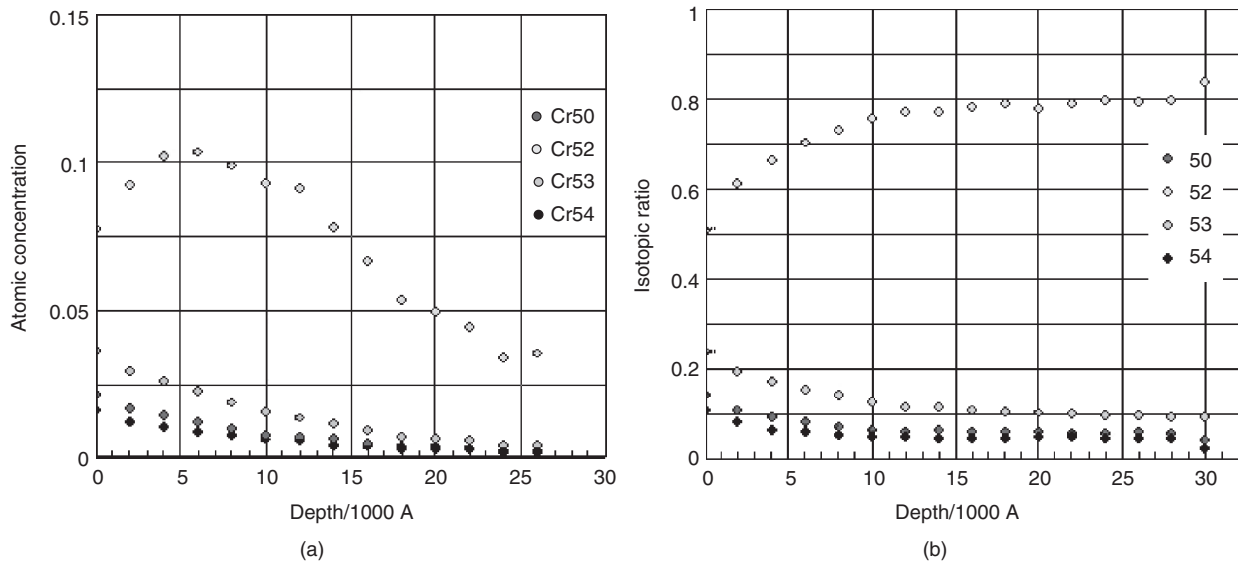 0.15
0.1
0.05
0
Atomic concentration
Cr50
Cr52
Cr53
Cr54
0 5 10 15 20 25 30
Depth/1000 A
(a)
1
0.8
0.6
0.4
0.2
0
Isotopic ratio
50
52
53
54
0 5 10 15 20 25 30
Depth/1000 A
(b)